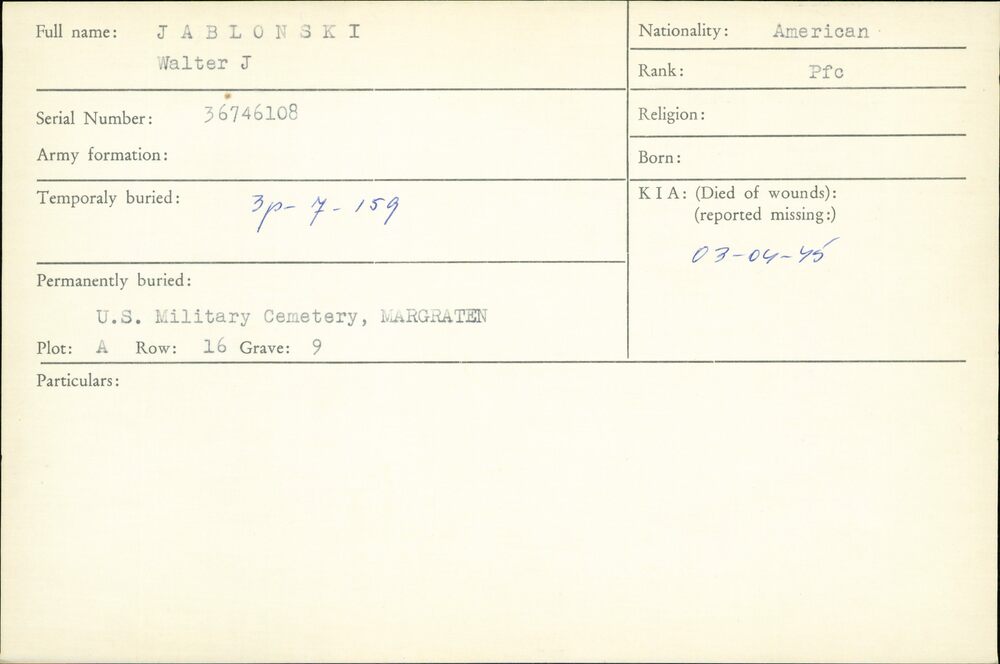 Full name: J A B L O N S K I
Walter J
Serial Number: 36746108
Army formation:
Temporaly buried: 3p- 7 - 159
Permanently buried:
U.S. Military Cemetery, MARGRATEN
Plot: A Row: 16 Grave: 9
Particulars:
Nationality: American
Rank: Pfc
Religion:
Born:
K I A: (Died of wounds):
(reported missing:)
03-04-45